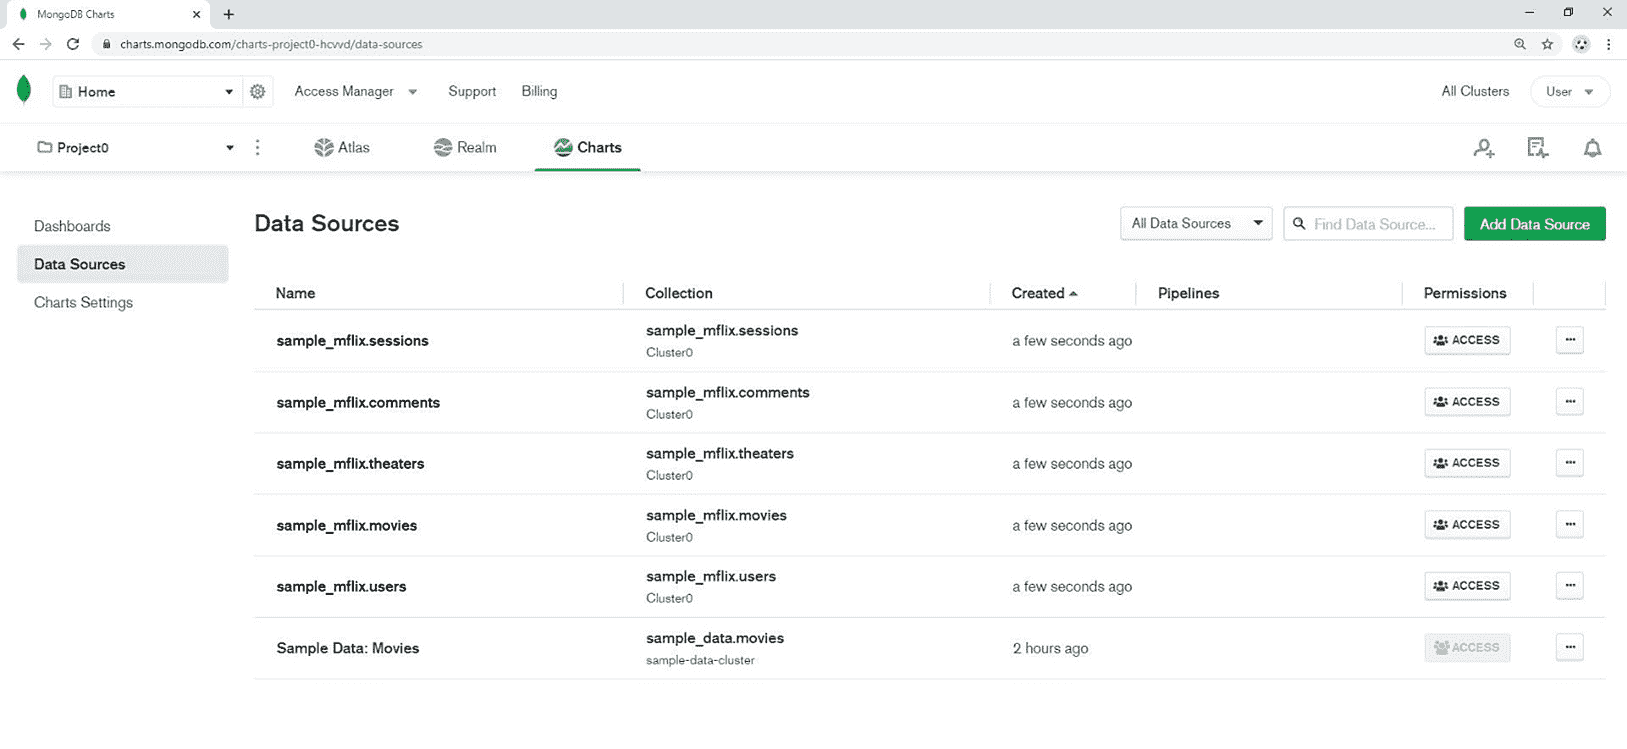 MongoDB Charts
charts.mongodb.com/charts-project0-hcvvd/data-sources
Home Access Manager Support Billing All Clusters User
Project0 Atlas Realm Charts
Dashboards
Data Sources
Charts Settings
Data Sources All Data Sources Find Data Source... Add Data Source
Name Collection Created Pipelines Permissions
sample_mflix.sessions sample_mflix.sessions a few seconds ago ACCESS
Cluster0
sample_mflix.comments sample_mflix.comments a few seconds ago ACCESS
Cluster0
sample_mflix.theaters sample_mflix.theaters a few seconds ago ACCESS
Cluster0
sample_mflix.movies sample_mflix.movies a few seconds ago ACCESS
Cluster0
sample_mflix.users sample_mflix.users a few seconds ago ACCESS
Cluster0
Sample Data: Movies sample_data.movies 2 hours ago ACCESS
sample-data-cluster